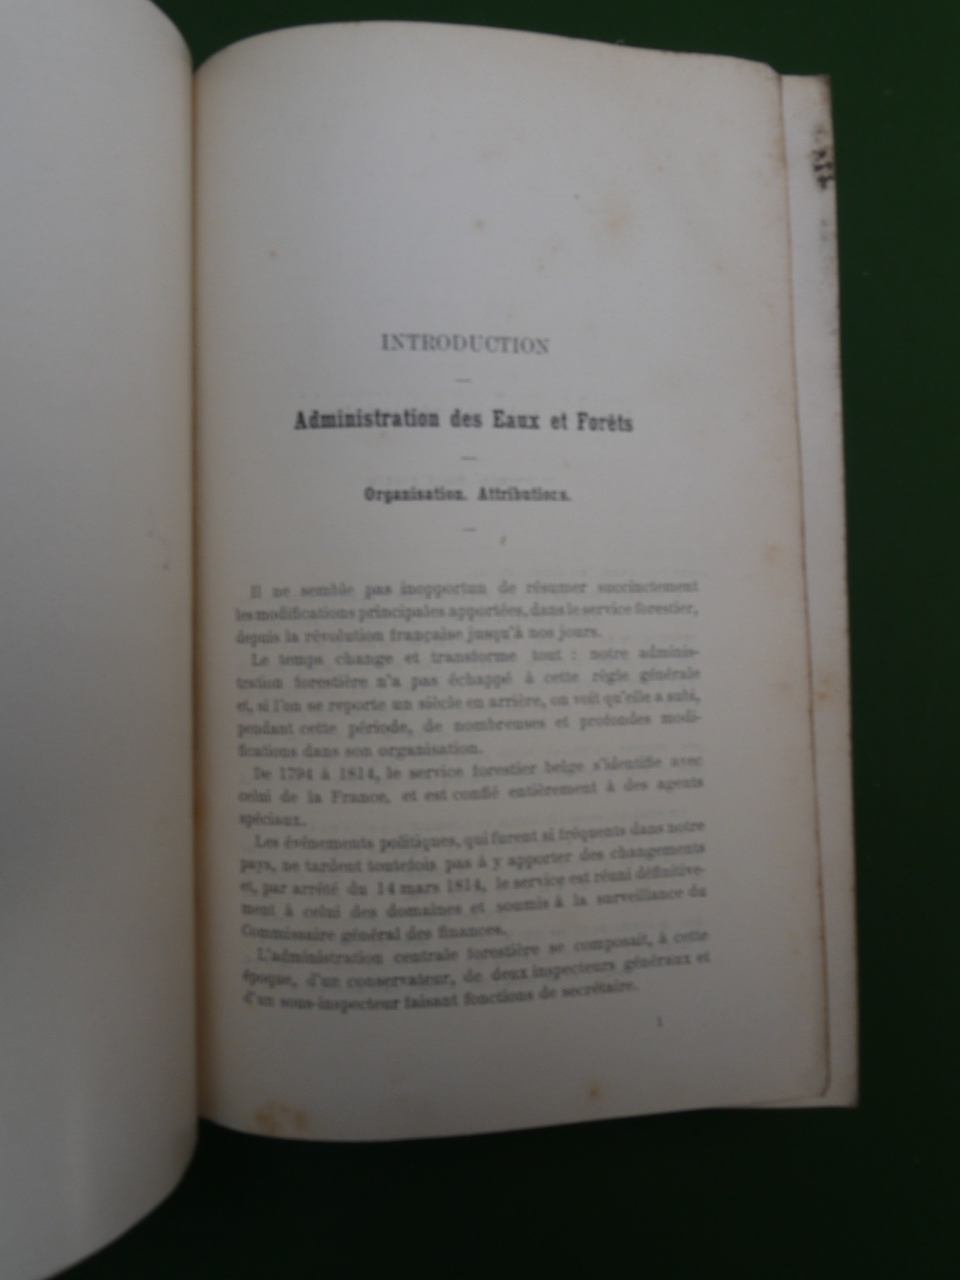 INTRODUCTION
Administration des Eaux et Forêts
Organisation. Attributions.
Il ne semble pas inopportun de résumer succinctement
les modifications principales apportées, dans le service forestier,
depuis la révolution française jusqu'à nos jours.
Le temps change et transforme tout : notre adminis-
tration forestière n'a pas échappé à cette règle générale
et, si l'on se reporte un siècle en arrière, on voit qu'elle a subi,
pendant cette période, de nombreuses et profondes modi-
fications dans son organisation.
De 1794 à 1814, le service forestier belge s'identifie avec
celui de la France, et est confié entièrement à des agents
spéciaux.
Les événements politiques, qui furent si fréquents dans notre
pays, ne tardent toutefois pas à y apporter des changements
et, par arrêté du 14 mars 1814, le service est réuni définitive-
ment à celui des domaines et soumis à la surveillance du
Commissaire général des finances.
L'administration centrale forestière se composait, à cette
époque, d'un conservateur, de deux inspecteurs généraux et
d'un sous-inspecteur faisant fonctions de secrétaire.
1